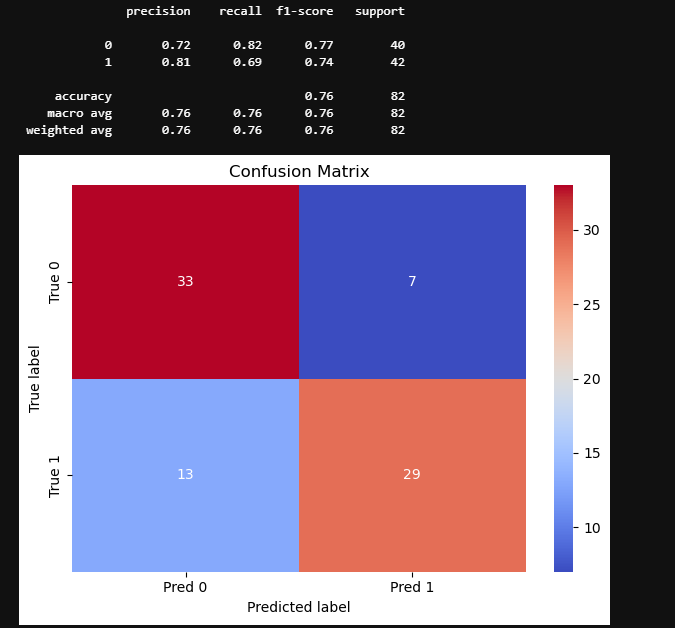 precision recall f1-score support
0 0.72 0.82 0.77 40
1 0.81 0.69 0.74 42
accuracy 0.76 82
macro avg 0.76 0.76 0.76 82
weighted avg 0.76 0.76 0.76 82
Confusion Matrix
True label
True 0
33 7
True 1
13 29
Pred 0 Pred 1
Predicted label
30
25
20
15
10